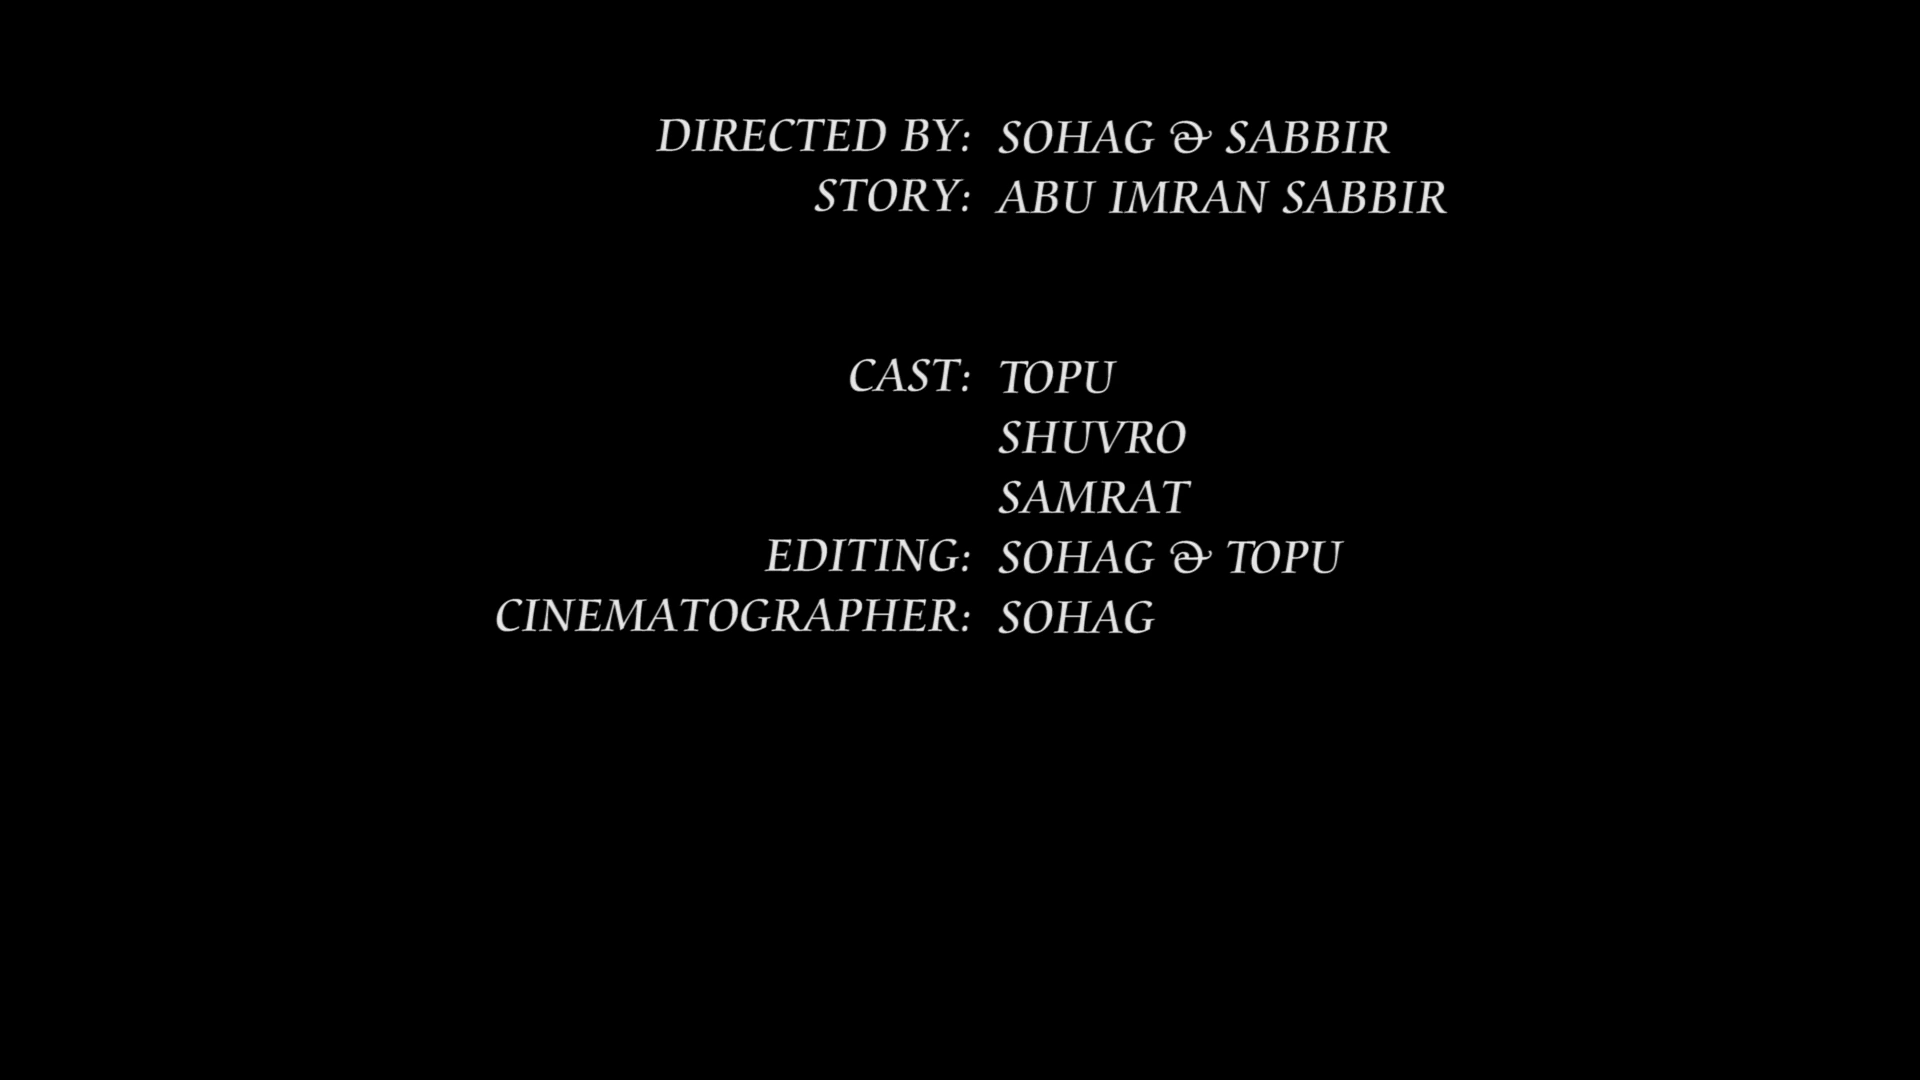 DIRECTED BY: SOHAG & SABBIR
STORY: ABU IMRAN SABBIR
CAST: TOPU
SHUVRO
SAMRAT
EDITING: SOHAG & TOPU
CINEMATOGRAPHER: SOHAG